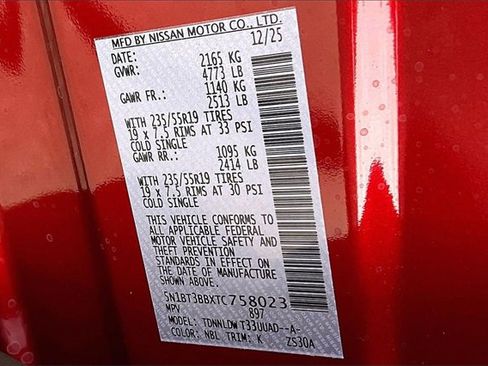 MFD BY NISSAN MOTOR CO., LTD.
DATE: 12/25
GVWR: 2165 KG
4773 LB
GAWR FR.: 1140 KG
2513 LB
WITH 235/55R19 TIRES
19 x 7.5 RIMS AT 33 PSI
COLD SINGLE
GAWR RR.: 1095 KG
2414 LB
WITH 235/55R19 TIRES
19 x 7.5 RIMS AT 30 PSI
COLD SINGLE
THIS VEHICLE CONFORMS TO
ALL APPLICABLE FEDERAL
MOTOR VEHICLE SAFETY AND
THEFT PREVENTION
STANDARDS IN EFFECT ON
THE DATE OF MANUFACTURE
SHOWN ABOVE.
5N1BT3BBXTC758023
MPV 897
MODEL: TDNNLDWT33UUAD--A-
COLOR: NBL TRIM: K ZS30A